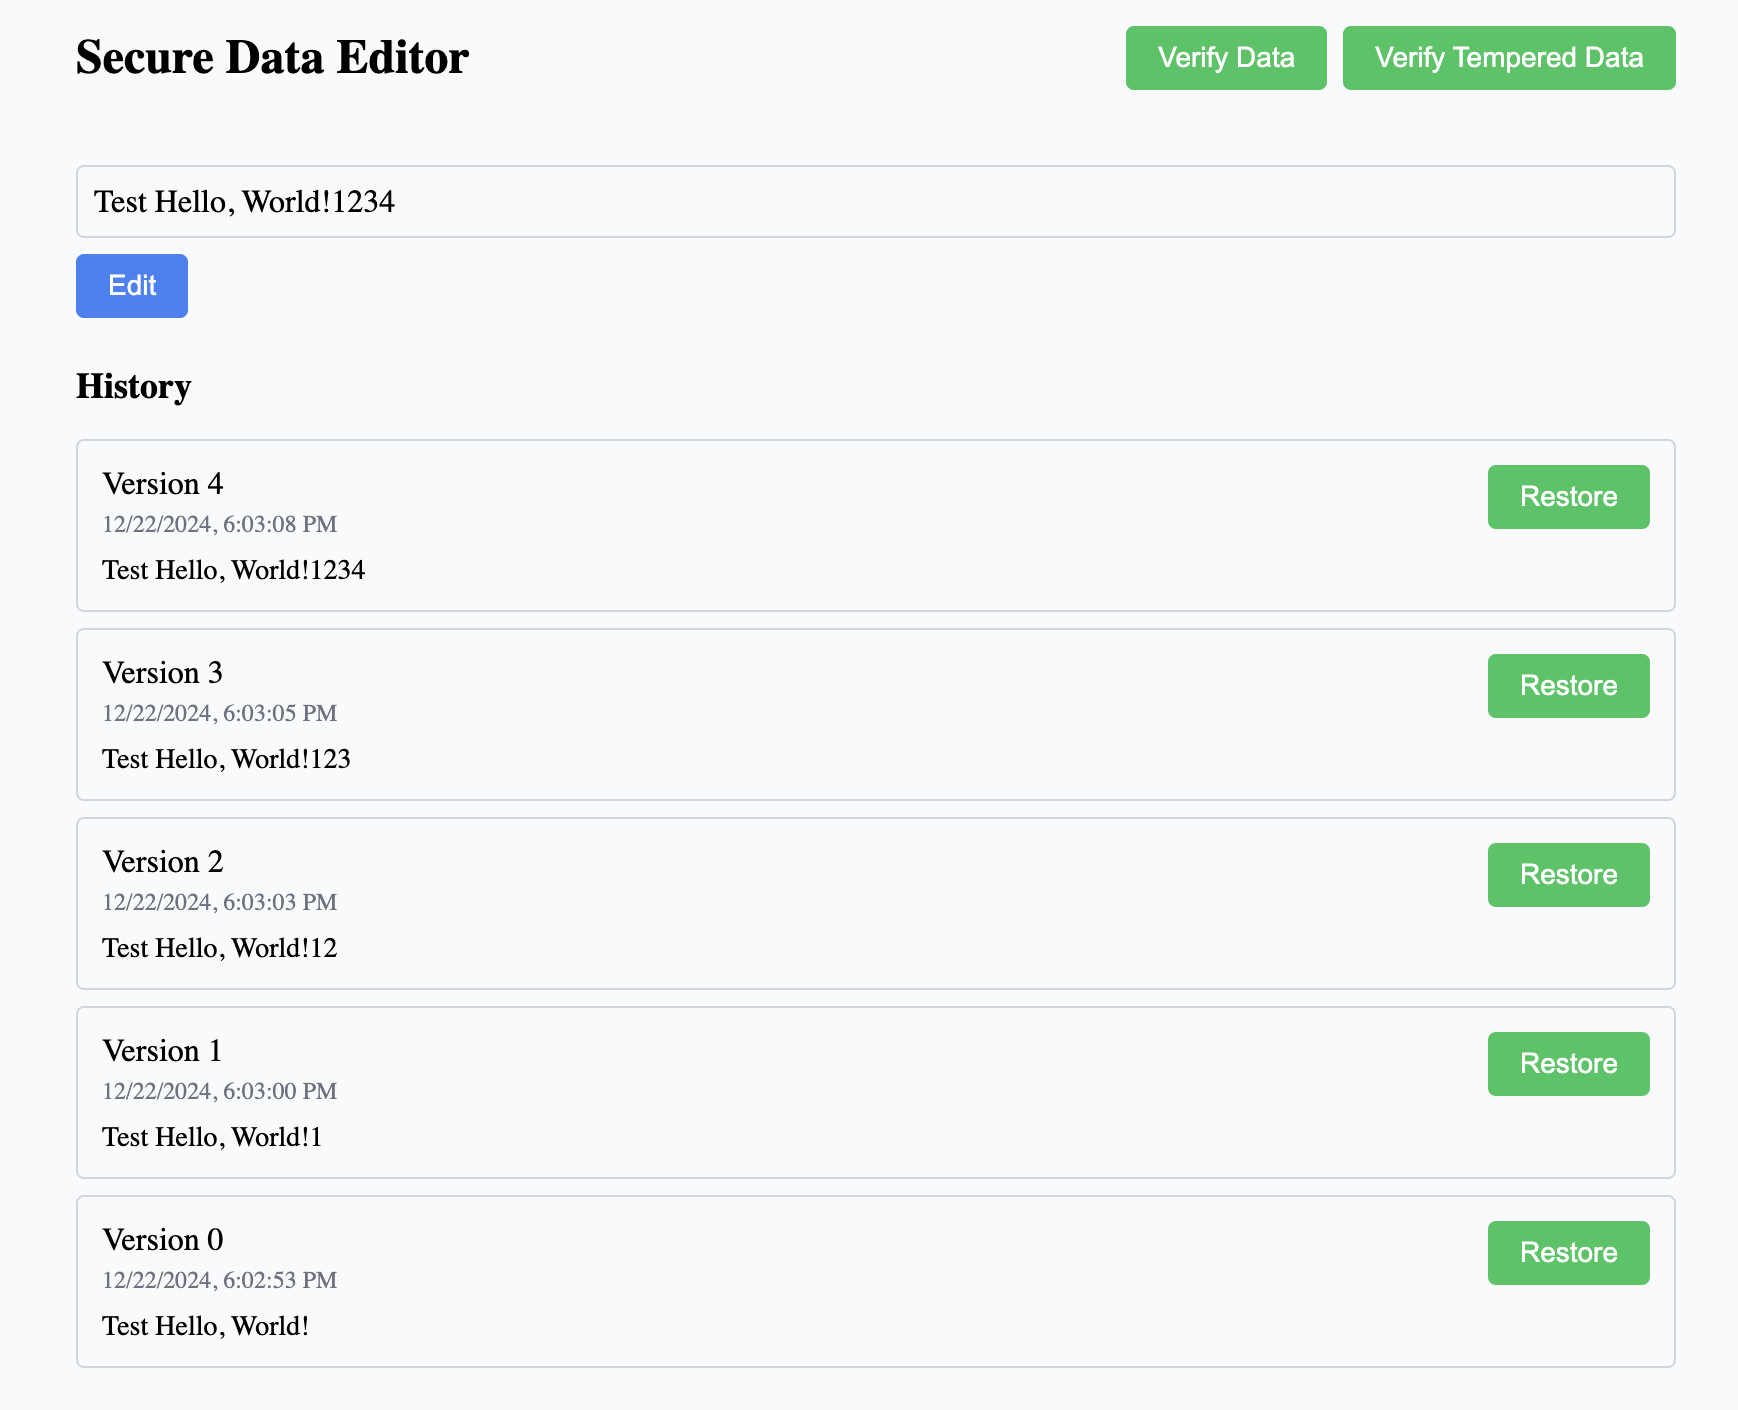 Secure Data Editor
Verify Data
Verify Tempered Data
Test Hello, World!1234
Edit
History
Version 4
Restore
12/22/2024, 6:03:08 PM
Test Hello, World!1234
Version 3
Restore
12/22/2024, 6:03:05 PM
Test Hello, World!123
Version 2
Restore
12/22/2024, 6:03:03 PM
Test Hello, World!12
Version 1
Restore
12/22/2024, 6:03:00 PM
Test Hello, World!1
Version 0
Restore
12/22/2024, 6:02:53 PM
Test Hello, World!